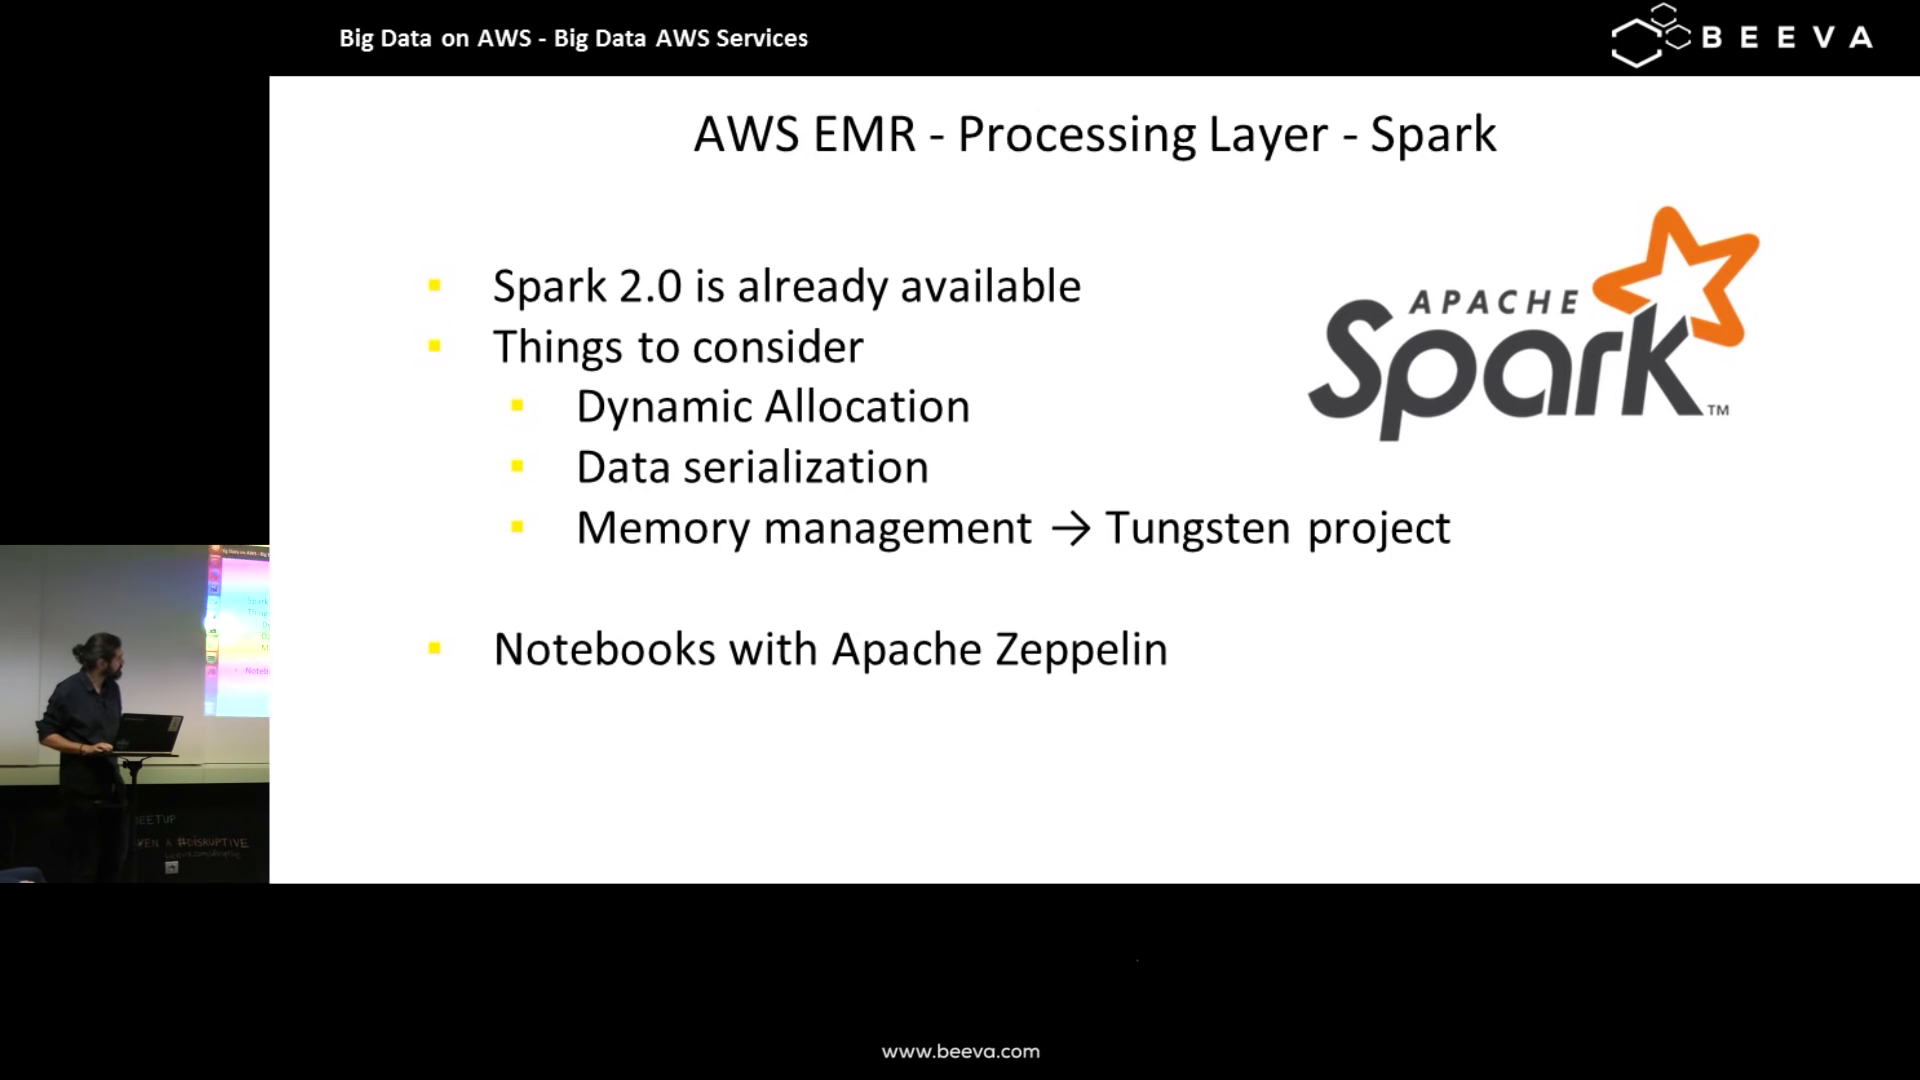 Big Data on AWS - Big Data AWS Services
BEEVA
AWS EMR - Processing Layer - Spark
Spark 2.0 is already available
Things to consider
Dynamic Allocation
Data serialization
Memory management → Tungsten project
Notebooks with Apache Zeppelin
APACHE
Spark™
EETUP
VEN & #DISRUPTIVE
www.beeva.com